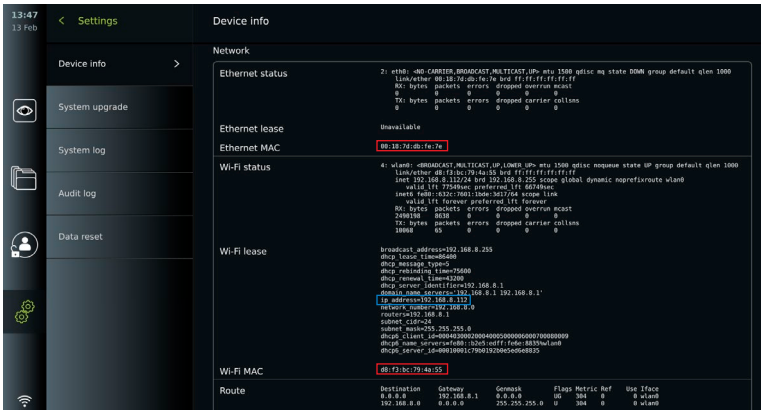 13:47
13 Feb
< Settings
Device info
Device info >
System upgrade
System log
Audit log
Data reset
Network
Ethernet status
2: eth0: <NO-CARRIER,BROADCAST,MULTICAST,UP> mtu 1500 qdisc mq state DOWN group default qlen 1000
link/ether 00:18:7d:db:fe:7e brd ff:ff:ff:ff:ff:ff
RX: bytes packets errors dropped overrun mcast
0 0 0 0 0 0
TX: bytes packets errors dropped carrier collsns
0 0 0 0 0 0
Ethernet lease
Unavailable
Ethernet MAC
00:18:7d:db:fe:7e
Wi-Fi status
4: wlan0: <BROADCAST,MULTICAST,UP,LOWER_UP> mtu 1500 qdisc noqueue state UP group default qlen 1000
link/ether d8:f3:bc:79:4a:55 brd ff:ff:ff:ff:ff:ff
inet 192.168.8.112/24 brd 192.168.8.255 scope global dynamic noprefixroute wlan0
valid_lft 77549sec preferred_lft 66749sec
inet6 fe80::632c:7601:1bde:3d17/64 scope link
valid_lft forever preferred_lft forever
RX: bytes packets errors dropped overrun mcast
2490198 8638 0 0 0 0
TX: bytes packets errors dropped carrier collsns
10068 65 0 0 0 0
Wi-Fi lease
broadcast_address=192.168.8.255
dhcp_lease_time=86400
dhcp_message_type=5
dhcp_rebinding_time=75600
dhcp_renewal_time=43200
dhcp_server_identifier=192.168.8.1
domain_name_servers='192.168.8.1 192.168.8.1'
ip_address=192.168.8.112
network_number=192.168.8.0
routers=192.168.8.1
subnet_cidr=24
subnet_mask=255.255.255.0
dhcp6_client_id=000403000200040005000006000700080009
dhcp6_name_servers=fe80::b2e5:edff:fe6e:8835%wlan0
dhcp6_server_id=00010001c79b0192b0e5ed6e8835
Wi-Fi MAC
d8:f3:bc:79:4a:55
Route
Destination Gateway Genmask Flags Metric Ref Use Iface
0.0.0.0 192.168.8.1 0.0.0.0 UG 304 0 0 wlan0
192.168.8.0 0.0.0.0 255.255.255.0 U 304 0 0 wlan0